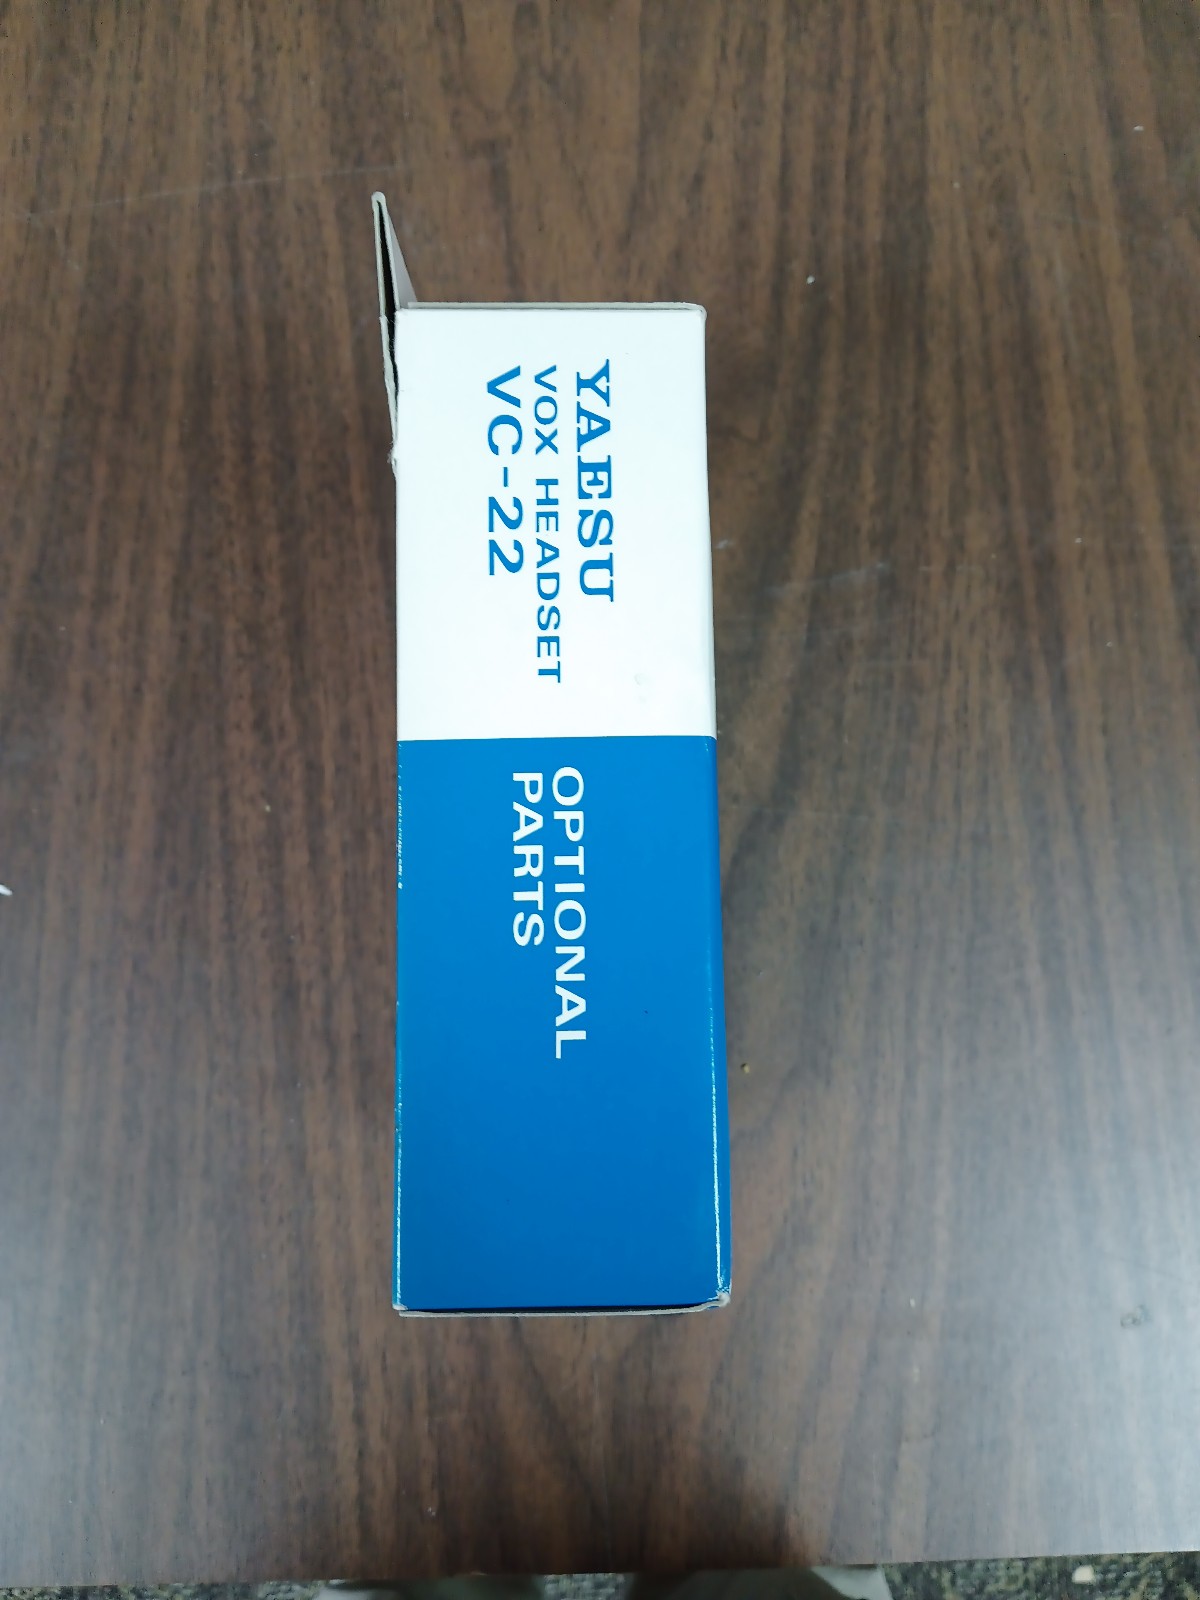 YAESU
VOX HEADSET
VC-22
OPTIONAL
PARTS